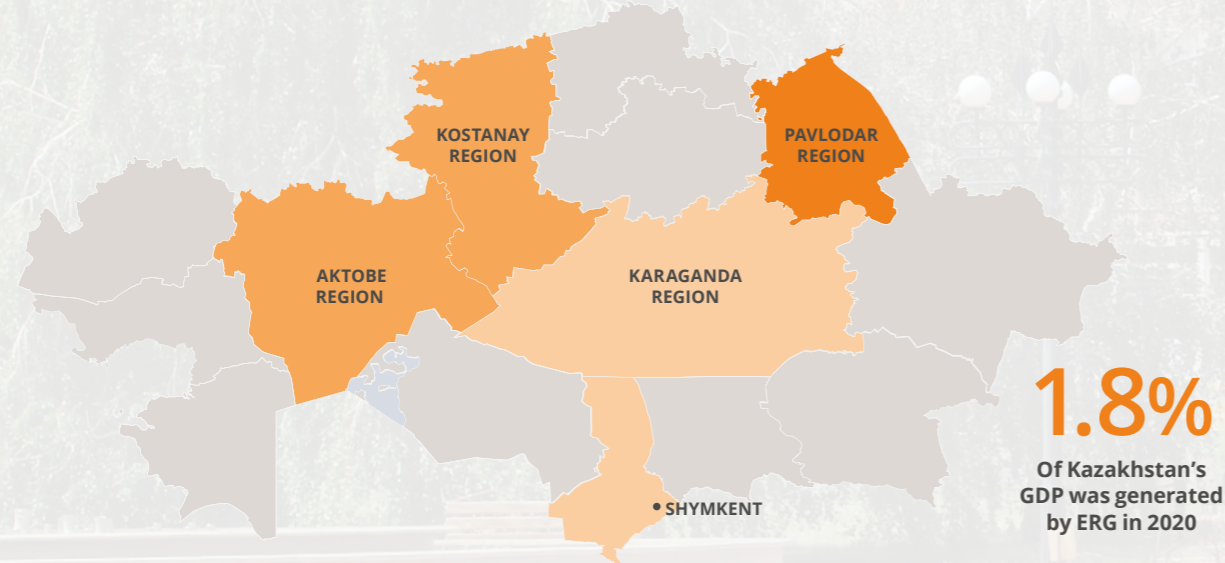 KOSTANAY
REGION
PAVLODAR
REGION
AKTOBE
REGION
KARAGANDA
REGION
SHYMKENT
1.8%
Of Kazakhstan's
GDP was generated
by ERG in 2020